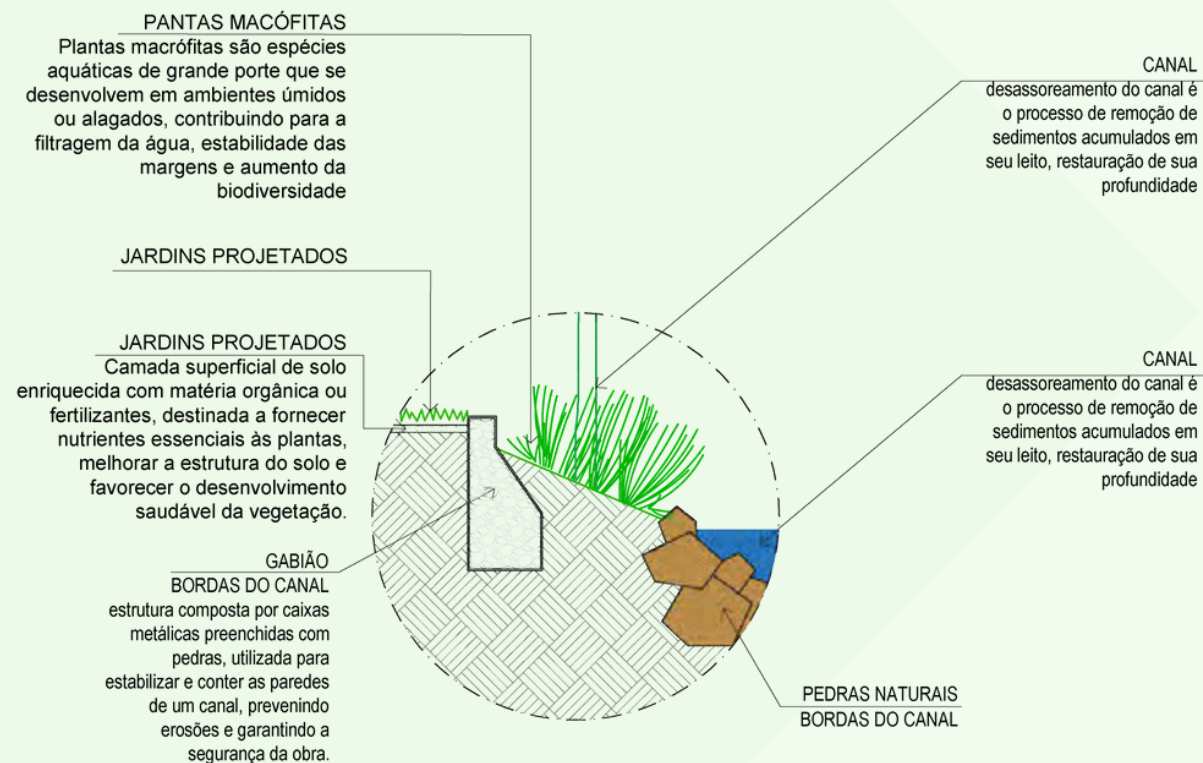 PANTAS MACÓFITAS
Plantas macrófitas são espécies
aquáticas de grande porte que se
desenvolvem em ambientes úmidos
ou alagados, contribuindo para a
filtragem da água, estabilidade das
margens e aumento da
biodiversidade
JARDINS PROJETADOS
JARDINS PROJETADOS
Camada superficial de solo
enriquecida com matéria orgânica ou
fertilizantes, destinada a fornecer
nutrientes essenciais às plantas,
melhorar a estrutura do solo e
favorecer o desenvolvimento
saudável da vegetação.
GABIÃO
BORDAS DO CANAL
estrutura composta por caixas
metálicas preenchidas com
pedras, utilizada para
estabilizar e conter as paredes
de um canal, prevenindo
erosões e garantindo a
segurança da obra.
CANAL
desassoreamento do canal é
o processo de remoção de
sedimentos acumulados em
seu leito, restauração de sua
profundidade
CANAL
desassoreamento do canal é
o processo de remoção de
sedimentos acumulados em
seu leito, restauração de sua
profundidade
PEDRAS NATURAIS
BORDAS DO CANAL